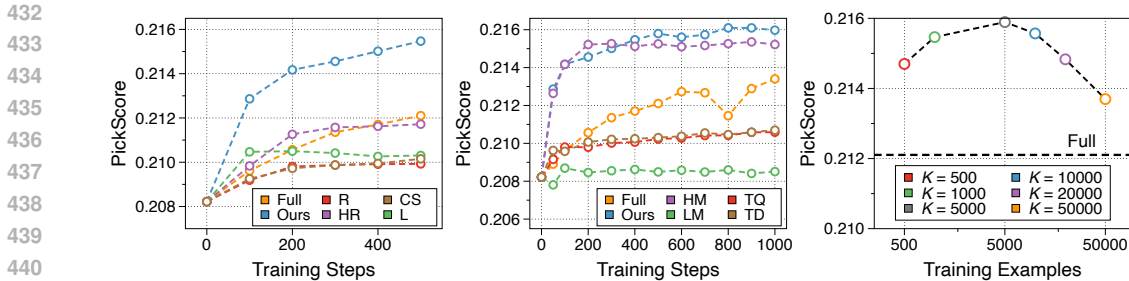 432
433
434
435
436
437
438
439
440
PickScore
0.216
0.214
0.212
0.210
0.208
0
200
400
Training Steps
Full
R
CS
Ours
HR
L
PickScore
0.216
0.214
0.212
0.210
0.208
0.206
0
200
400
600
800
1000
Training Steps
Full
HM
TQ
Ours
LM
TD
PickScore
0.216
0.214
0.212
0.210
500
5000
50000
Training Examples
Full
K = 500
K = 10000
K = 1000
K = 20000
K = 5000
K = 50000